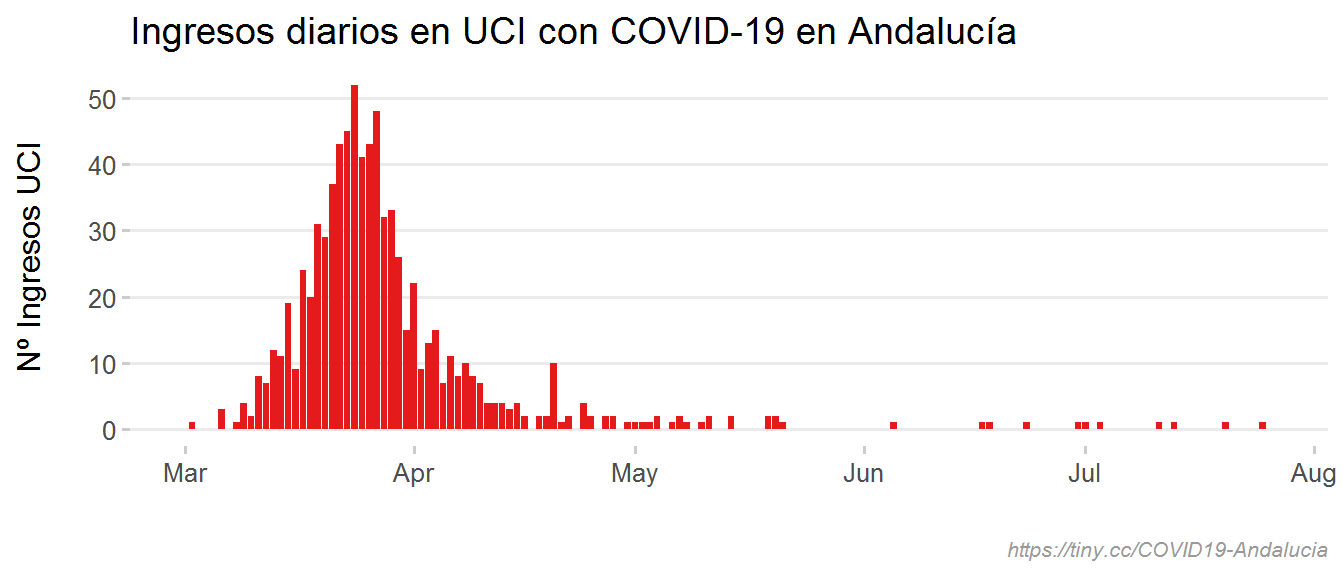 Ingresos diarios en UCI con COVID-19 en Andalucía
Nº Ingresos UCI
50
40
30
20
10
0
Mar Apr May Jun Jul Aug
https://tiny.cc/COVID19-Andalucia